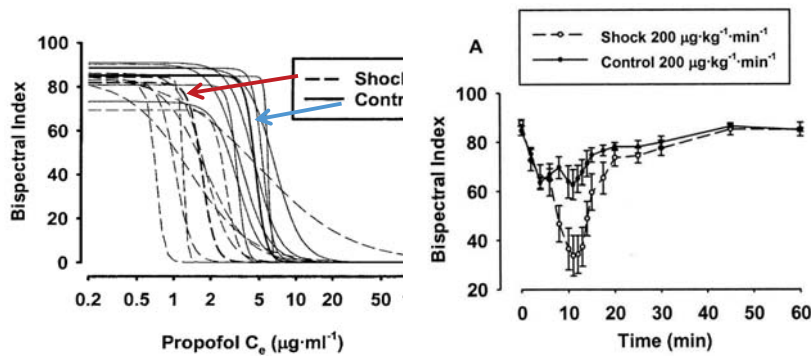 Bispectral Index
100
80
60
40
20
0
Shock
Contro
0.2
0.5
1
2
5
10
20
50
Propofol Ce (µg·ml⁻¹)
A
Shock 200 µg·kg⁻¹·min⁻¹
Control 200 µg·kg⁻¹·min⁻¹
Bispectral Index
100
80
60
40
20
0
10
20
30
40
50
60
Time (min)